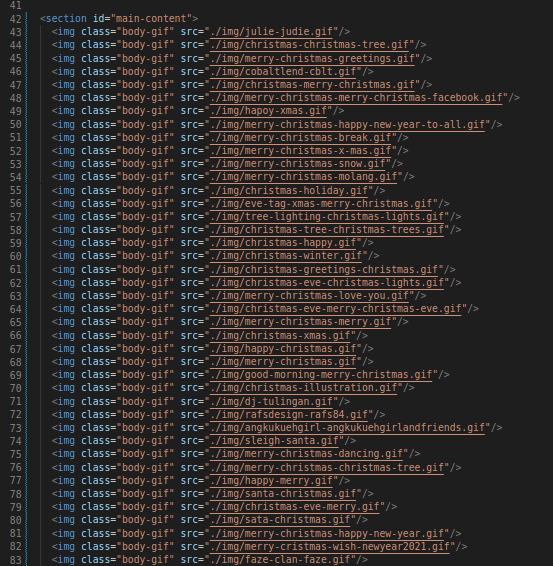 41
42 <section id="main-content">
43 <img class="body-gif" src="./img/julie-judie.gif"/>
44 <img class="body-gif" src="./img/christmas-christmas-tree.gif"/>
45 <img class="body-gif" src="./img/merry-christmas-greetings.gif"/>
46 <img class="body-gif" src="./img/cobaltlend-cblt.gif"/>
47 <img class="body-gif" src="./img/christmas-merry-christmas.gif"/>
48 <img class="body-gif" src="./img/merry-christmas-merry-christmas-facebook.gif"/>
49 <img class="body-gif" src="./img/hapoy-xmas.gif"/>
50 <img class="body-gif" src="./img/merry-christmas-happy-new-year-to-all.gif"/>
51 <img class="body-gif" src="./img/merry-christmas-break.gif"/>
52 <img class="body-gif" src="./img/merry-christmas-x-mas.gif"/>
53 <img class="body-gif" src="./img/merry-christmas-snow.gif"/>
54 <img class="body-gif" src="./img/merry-christmas-molang.gif"/>
55 <img class="body-gif" src="./img/christmas-holiday.gif"/>
56 <img class="body-gif" src="./img/eve-tag-xmas-merry-christmas.gif"/>
57 <img class="body-gif" src="./img/tree-lighting-christmas-lights.gif"/>
58 <img class="body-gif" src="./img/christmas-tree-christmas-trees.gif"/>
59 <img class="body-gif" src="./img/christmas-happy.gif"/>
60 <img class="body-gif" src="./img/christmas-winter.gif"/>
61 <img class="body-gif" src="./img/christmas-greetings-christmas.gif"/>
62 <img class="body-gif" src="./img/christmas-eve-christmas-lights.gif"/>
63 <img class="body-gif" src="./img/merry-christmas-love-you.gif"/>
64 <img class="body-gif" src="./img/christmas-eve-merry-christmas-eve.gif"/>
65 <img class="body-gif" src="./img/merry-christmas-merry.gif"/>
66 <img class="body-gif" src="./img/christmas-xmas.gif"/>
67 <img class="body-gif" src="./img/happy-christmas.gif"/>
68 <img class="body-gif" src="./img/merry-christmas.gif"/>
69 <img class="body-gif" src="./img/good-morning-merry-christmas.gif"/>
70 <img class="body-gif" src="./img/christmas-illustration.gif"/>
71 <img class="body-gif" src="./img/dj-tulingan.gif"/>
72 <img class="body-gif" src="./img/rafsdesign-rafs84.gif"/>
73 <img class="body-gif" src="./img/angkukuehgirl-angkukuehgirlandfriends.gif"/>
74 <img class="body-gif" src="./img/sleigh-santa.gif"/>
75 <img class="body-gif" src="./img/merry-christmas-dancing.gif"/>
76 <img class="body-gif" src="./img/merry-christmas-christmas-tree.gif"/>
77 <img class="body-gif" src="./img/happy-merry.gif"/>
78 <img class="body-gif" src="./img/santa-christmas.gif"/>
79 <img class="body-gif" src="./img/christmas-eve-merry.gif"/>
80 <img class="body-gif" src="./img/sata-christmas.gif"/>
81 <img class="body-gif" src="./img/merry-christmas-happy-new-year.gif"/>
82 <img class="body-gif" src="./img/merry-cristmas-wish-newyear2021.gif"/>
83 <img class="body-gif" src="./img/faze-clan-faze.gif"/>